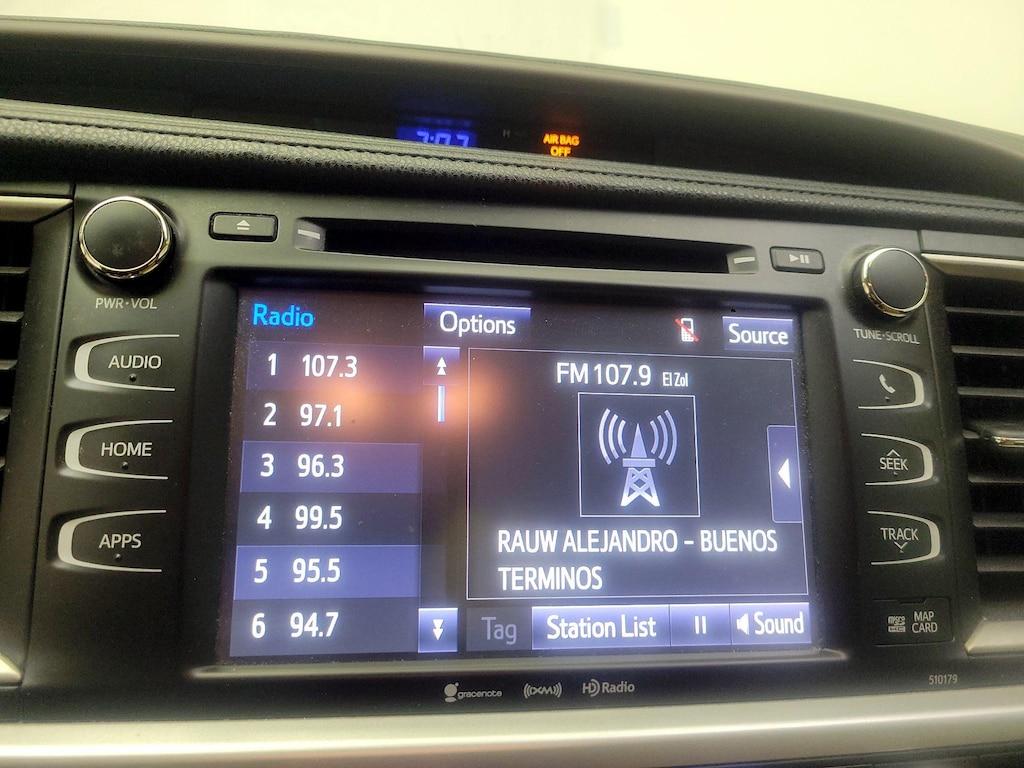 AIR BAG
OFF
PWR•VOL
TUNE•SCROLL
AUDIO
HOME
APPS
SEEK
TRACK
Radio
Options
Source
1 107.3
2 97.1
3 96.3
4 99.5
5 95.5
6 94.7
FM 107.9 El Zol
RAUW ALEJANDRO - BUENOS
TERMINOS
Tag
Station List
Sound
MAP
CARD
gracenote
((XM))
HD Radio
510179